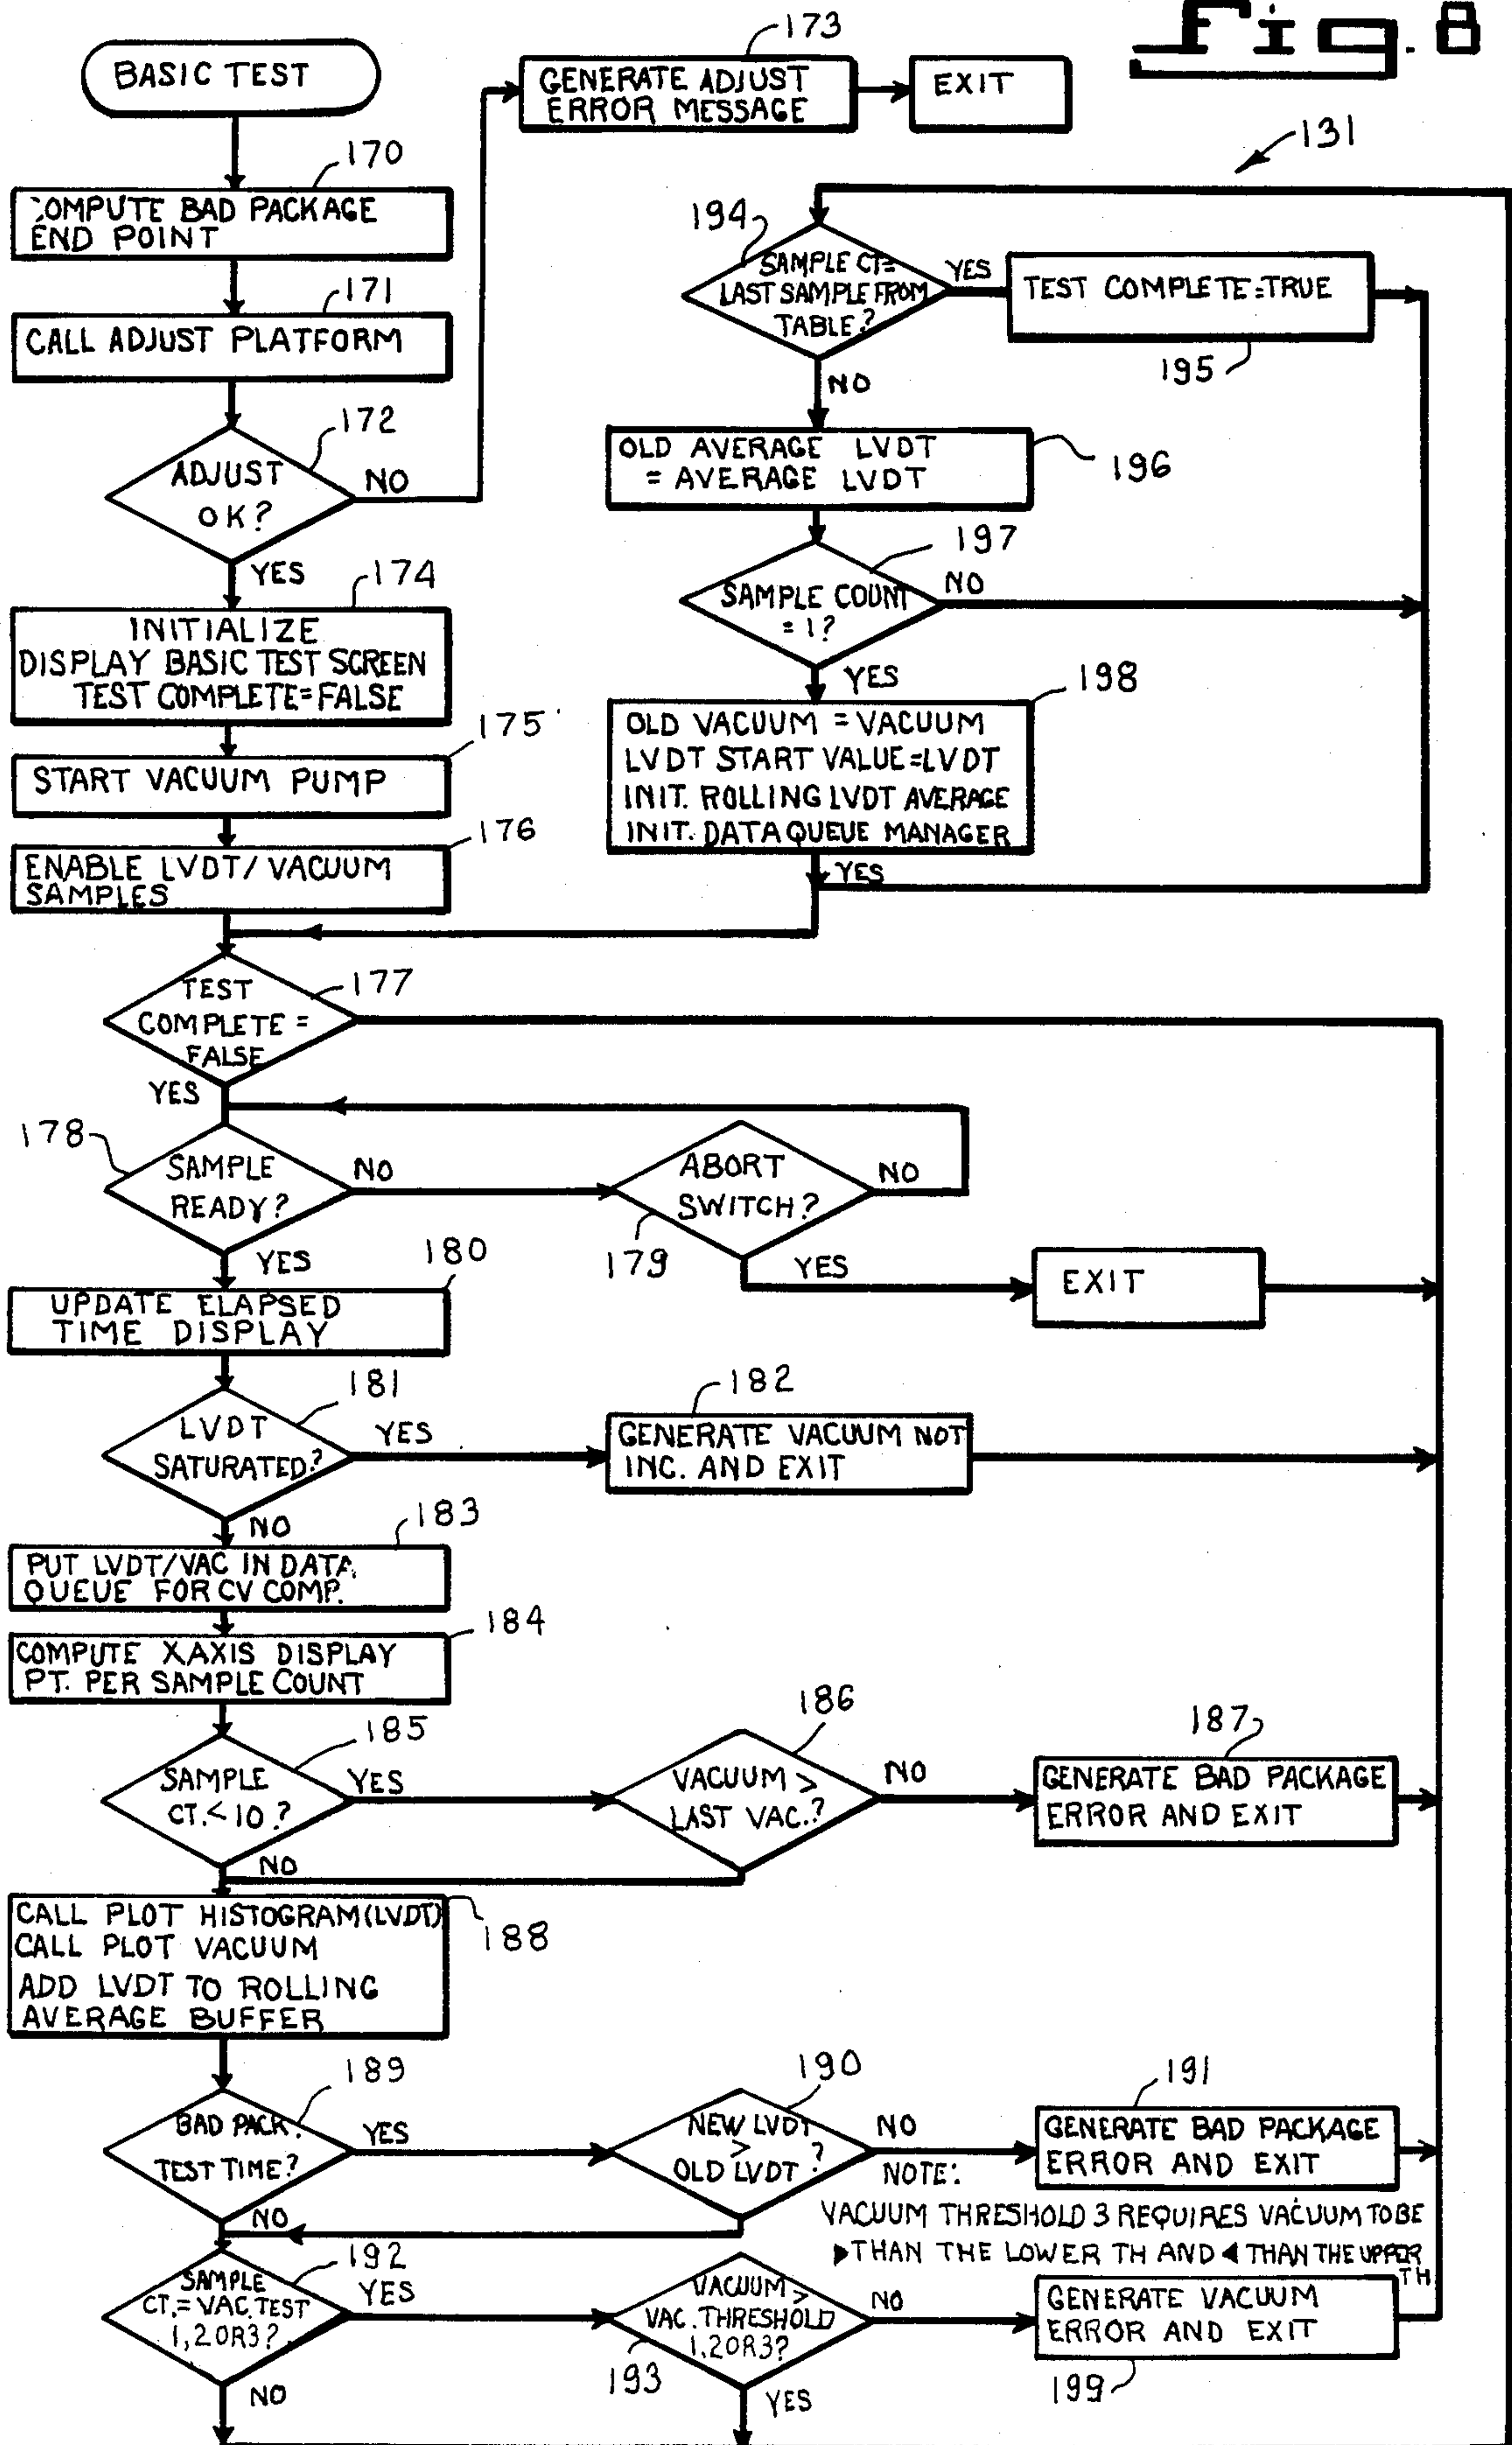 Fig. 8
BASIC TEST
173
GENERATE ADJUST
ERROR MESSAGE
EXIT
131
170
COMPUTE BAD PACKAGE
END POINT
171
CALL ADJUST PLATFORM
172
ADJUST
OK?
NO
YES
174
INITIALIZE
DISPLAY BASIC TEST SCREEN
TEST COMPLETE=FALSE
175
START VACUUM PUMP
176
ENABLE LVDT/VACUUM
SAMPLES
194
SAMPLE CT=
LAST SAMPLE FROM
TABLE?
YES
TEST COMPLETE=TRUE
195
NO
OLD AVERAGE LVDT
= AVERAGE LVDT
196
197
SAMPLE COUNT
= 1?
NO
YES
198
OLD VACUUM = VACUUM
LVDT START VALUE=LVDT
INIT. ROLLING LVDT AVERAGE
INIT. DATA QUEUE MANAGER
YES
177
TEST
COMPLETE =
FALSE
YES
178
SAMPLE
READY?
NO
ABORT
SWITCH?
NO
179
YES
EXIT
YES
180
UPDATE ELAPSED
TIME DISPLAY
181
LVDT
SATURATED?
YES
182
GENERATE VACUUM NOT
INC. AND EXIT
NO
183
PUT LVDT/VAC IN DATA
QUEUE FOR CV COMP.
184
COMPUTE XAXIS DISPLAY
PT. PER SAMPLE COUNT
185
SAMPLE
CT.< 10 ?
YES
186
VACUUM >
LAST VAC.?
NO
187
GENERATE BAD PACKAGE
ERROR AND EXIT
NO
188
CALL PLOT HISTOGRAM(LVDT)
CALL PLOT VACUUM
ADD LVDT TO ROLLING
AVERAGE BUFFER
189
BAD PACK.
TEST TIME?
YES
190
NEW LVDT
>
OLD LVDT ?
NO
191
GENERATE BAD PACKAGE
ERROR AND EXIT
NOTE:
VACUUM THRESHOLD 3 REQUIRES VACUUM TO BE
▶THAN THE LOWER TH AND ◀ THAN THE UPPER
TH
NO
192
SAMPLE
CT.= VAC. TEST
1,2 OR 3?
YES
VACUUM >
VAC. THRESHOLD
1,2 OR 3?
193
NO
GENERATE VACUUM
ERROR AND EXIT
199
NO
YES